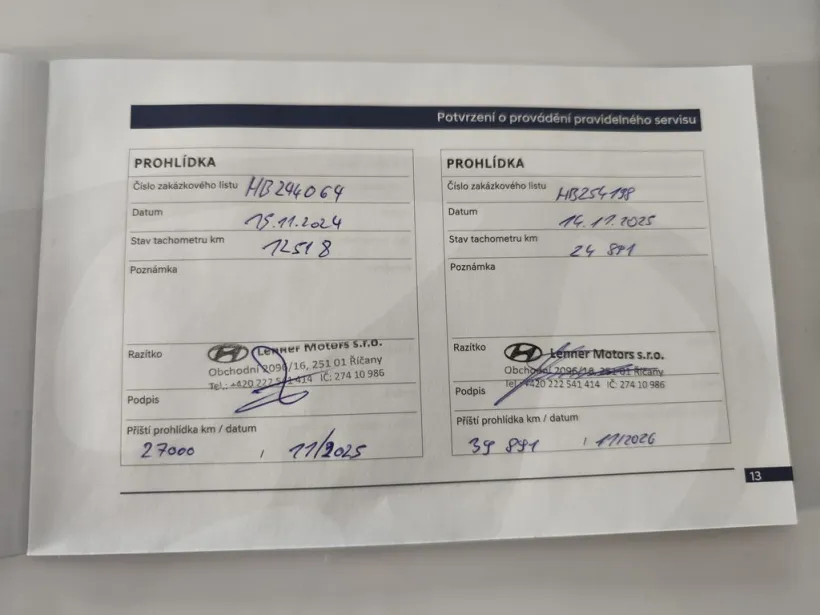 Potvrzení o provádění pravidelného servisu
PROHLÍDKA
Číslo zakázkového listu HB244064
Datum 15.11.2024
Stav tachometru km 12518
Poznámka
Razítko Lenner Motors s.r.o.
Obchodní 2096/16, 251 01 Říčany
Tel.: +420 222 541 414 IČ: 274 10 986
Podpis
Příští prohlídka km / datum
27000 / 11/2025
PROHLÍDKA
Číslo zakázkového listu HB254198
Datum 14.11.2025
Stav tachometru km 24 891
Poznámka
Razítko Lenner Motors s.r.o.
Obchodní 2096/18, 251 01 Říčany
Tel.: +420 222 541 414 IČ: 274 10 986
Podpis
Příští prohlídka km / datum
39 891 / 11/2026
13